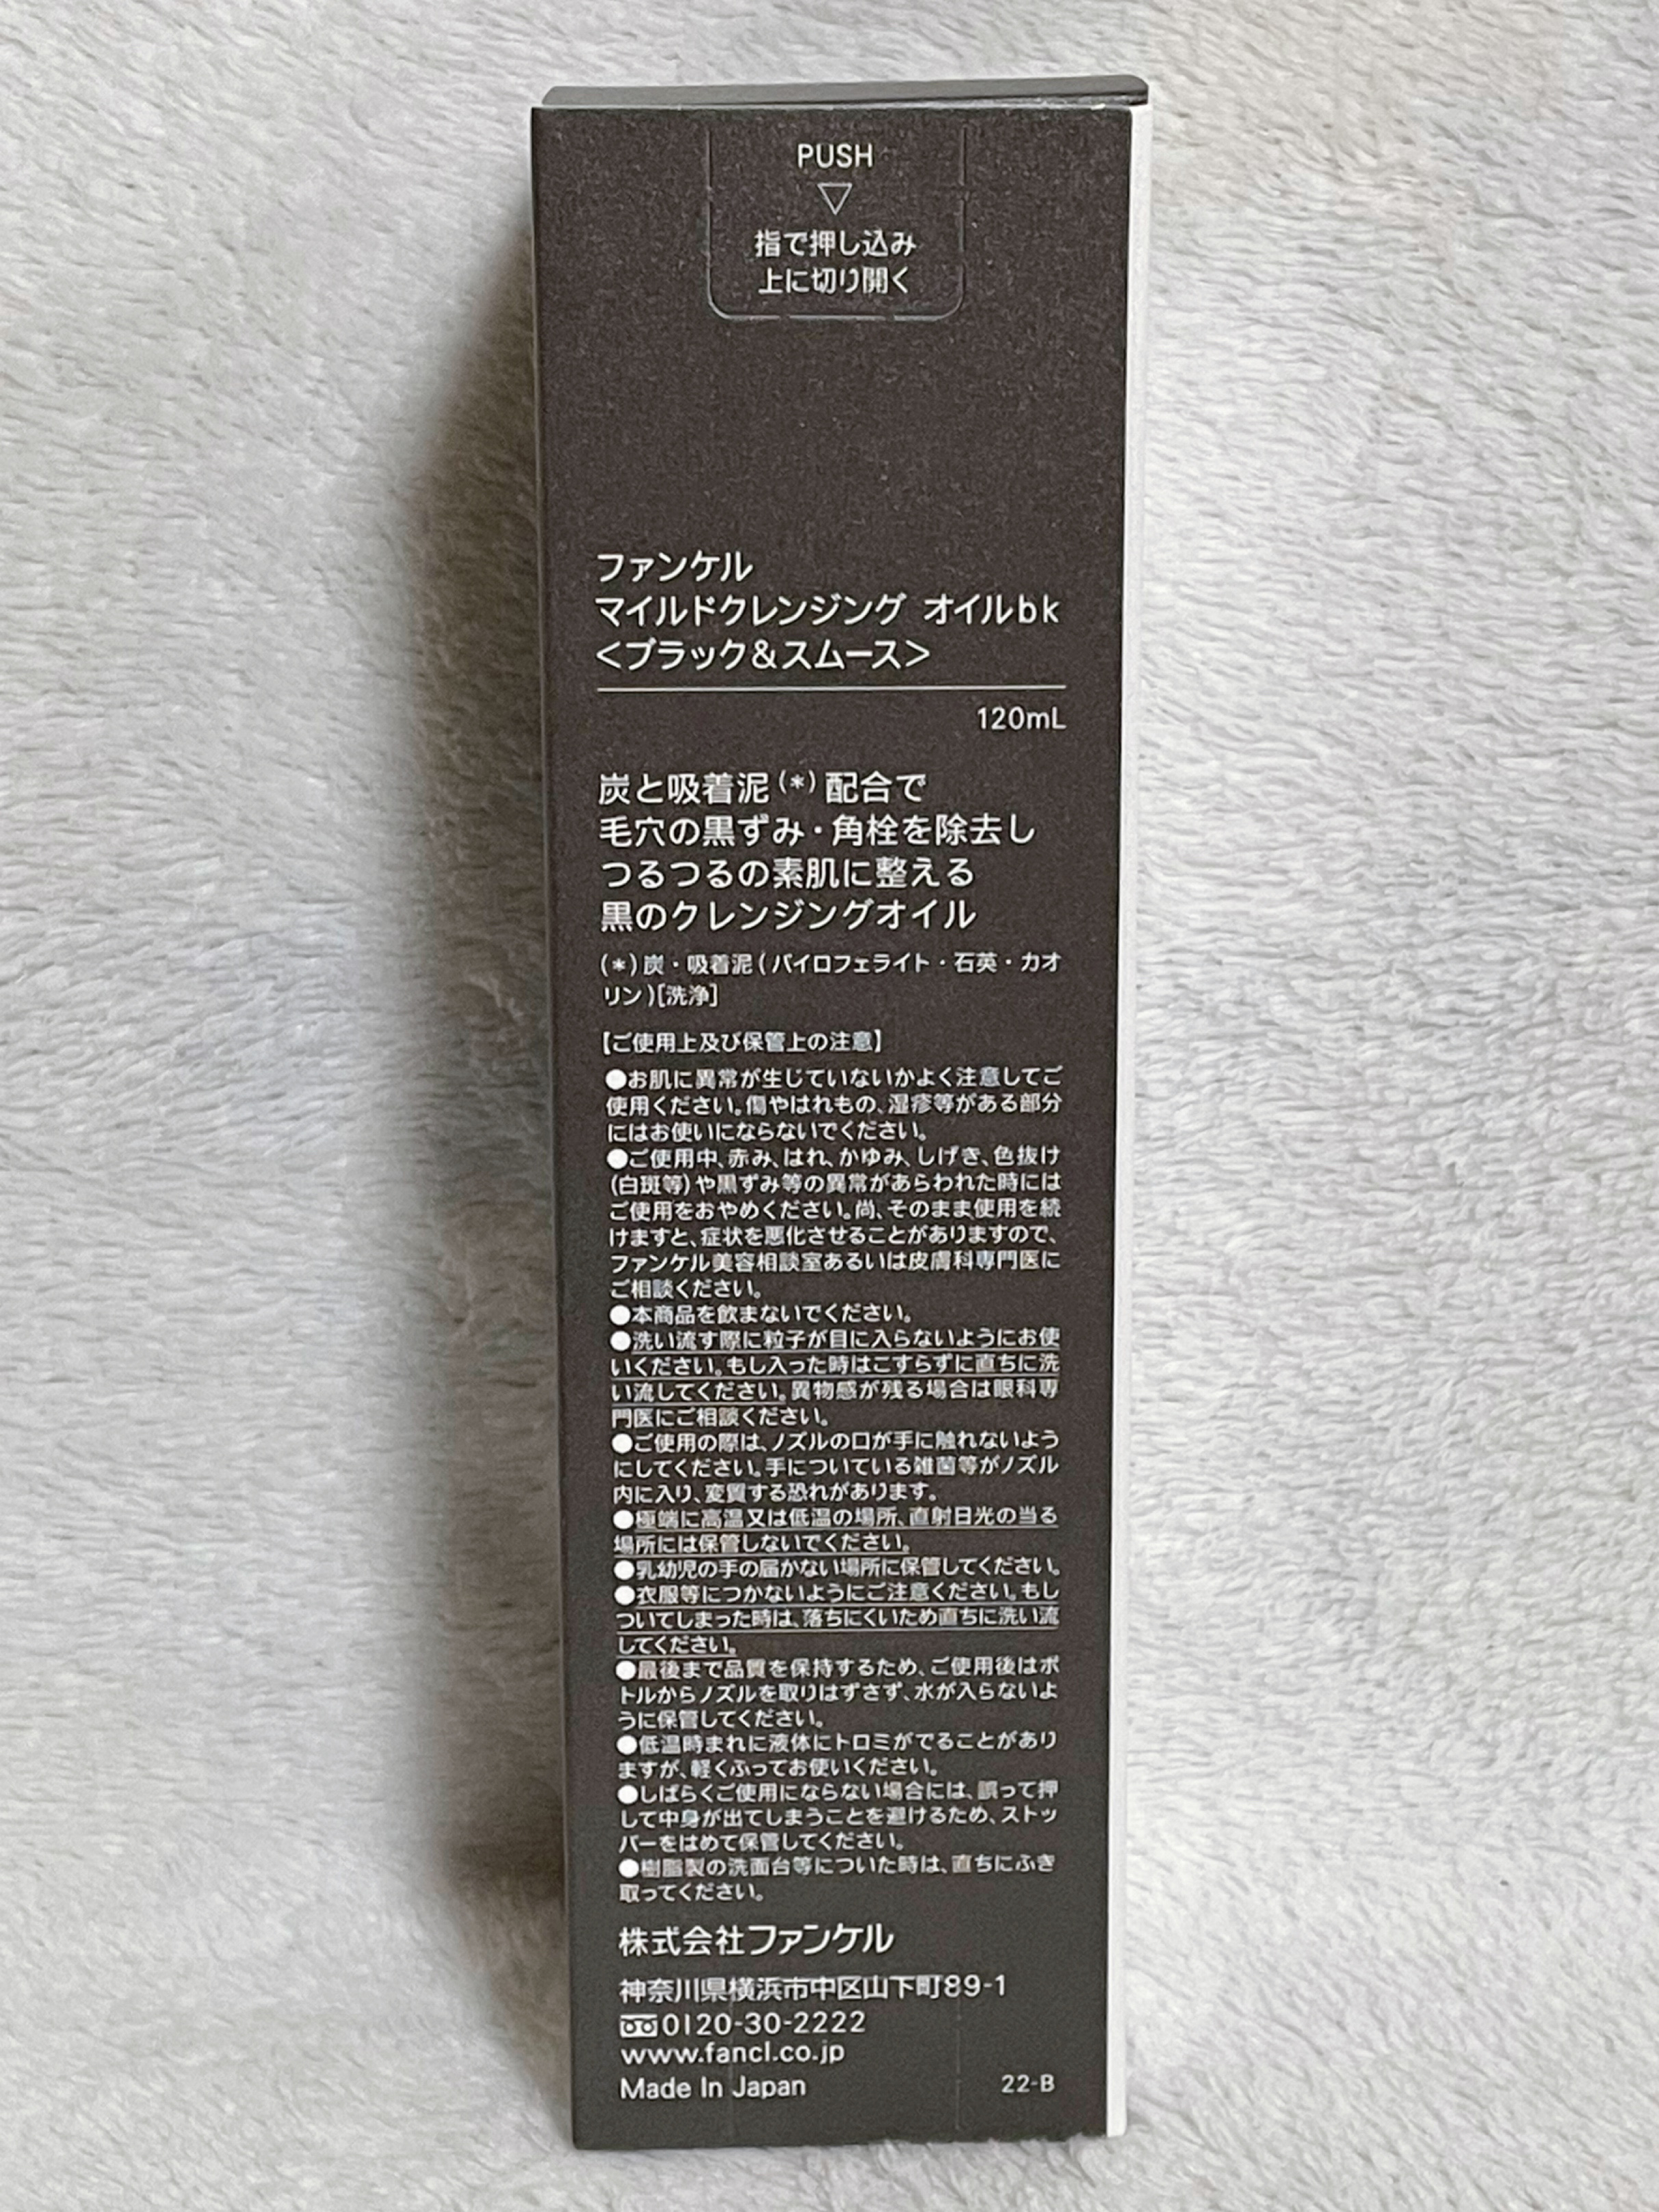 PUSH
指で押し込み
上に切り開く
ファンケル
マイルドクレンジング オイルbk
<ブラック&スムース>
120mL
炭と吸着泥(*)配合で
毛穴の黒ずみ・角栓を除去し
つるつるの素肌に整える
黒のクレンジングオイル
(*)炭・吸着泥(パイロフェライト・石英・カオ
リン)[洗浄]
【ご使用上及び保管上の注意】
●お肌に異常が生じていないかよく注意してご
使用ください。傷やはれもの、湿疹等がある部分
にはお使いにならないでください。
●ご使用中、赤み、はれ、かゆみ、しげき、色抜け
(白斑等)や黒ずみ等の異常があらわれた時には
ご使用をおやめください。尚、そのまま使用を続
けますと、症状を悪化させることがありますので、
ファンケル美容相談室あるいは皮膚科専門医に
ご相談ください。
●本商品を飲まないでください。
●洗い流す際に粒子が目に入らないようにお使
いください。もし入った時はこすらずに直ちに洗
い流してください。異物感が残る場合は眼科専
門医にご相談ください。
●ご使用の際は、ノズルの口が手に触れないよう
にしてください。手についている雑菌等がノズル
内に入り、変質する恐れがあります。
●極端に高温又は低温の場所、直射日光の当る
場所には保管しないでください。
●乳幼児の手の届かない場所に保管してください。
●衣服等につかないようにご注意ください。もし
ついてしまった時は、落ちにくいため直ちに洗い流
してください。
●最後まで品質を保持するため、ご使用後はボ
トルからノズルを取りはずさず、水が入らないよ
うに保管してください。
●低温時まれに液体にトロミがでることがあり
ますが、軽くふってお使いください。
●しばらくご使用にならない場合には、誤って押
して中身が出てしまうことを避けるため、ストッ
パーをはめて保管してください。
●樹脂製の洗面台等についた時は、直ちにふき
取ってください。
株式会社ファンケル
神奈川県横浜市中区山下町89-1
0120-30-2222
www.fancl.co.jp
Made In Japan
22-B